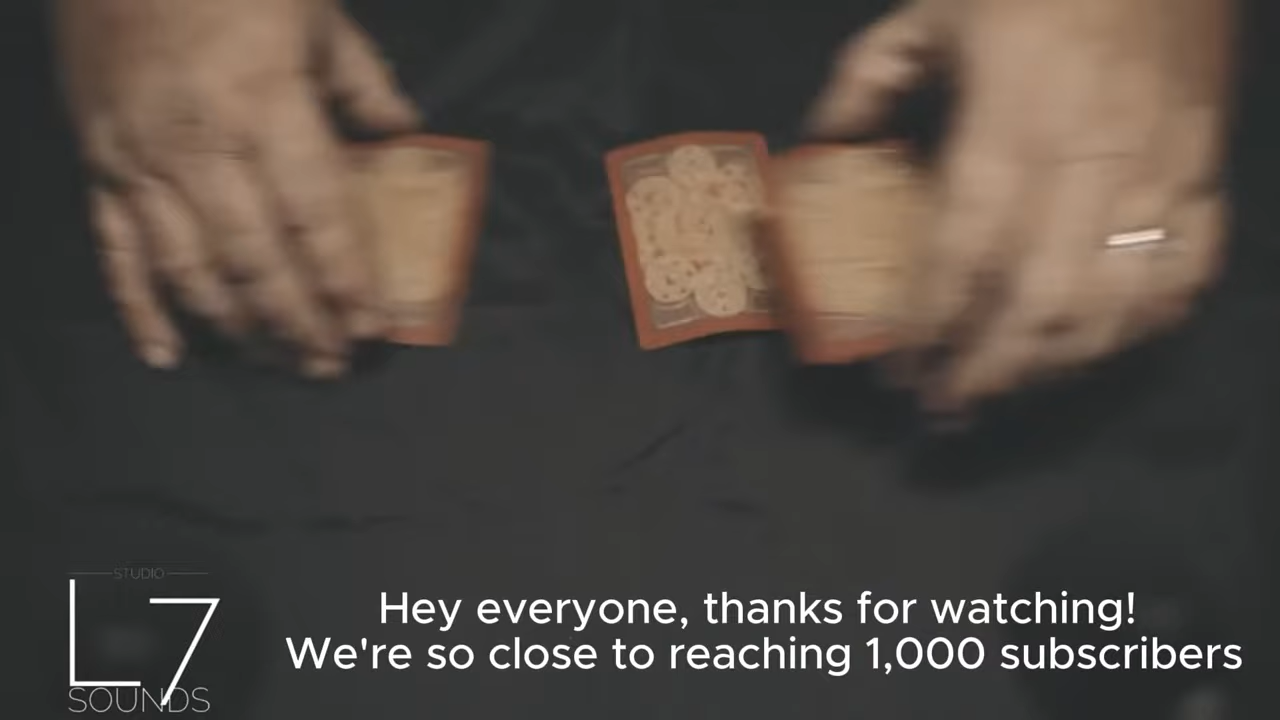 STUDIO
L7
SOUNDS
Hey everyone, thanks for watching!
We're so close to reaching 1,000 subscribers